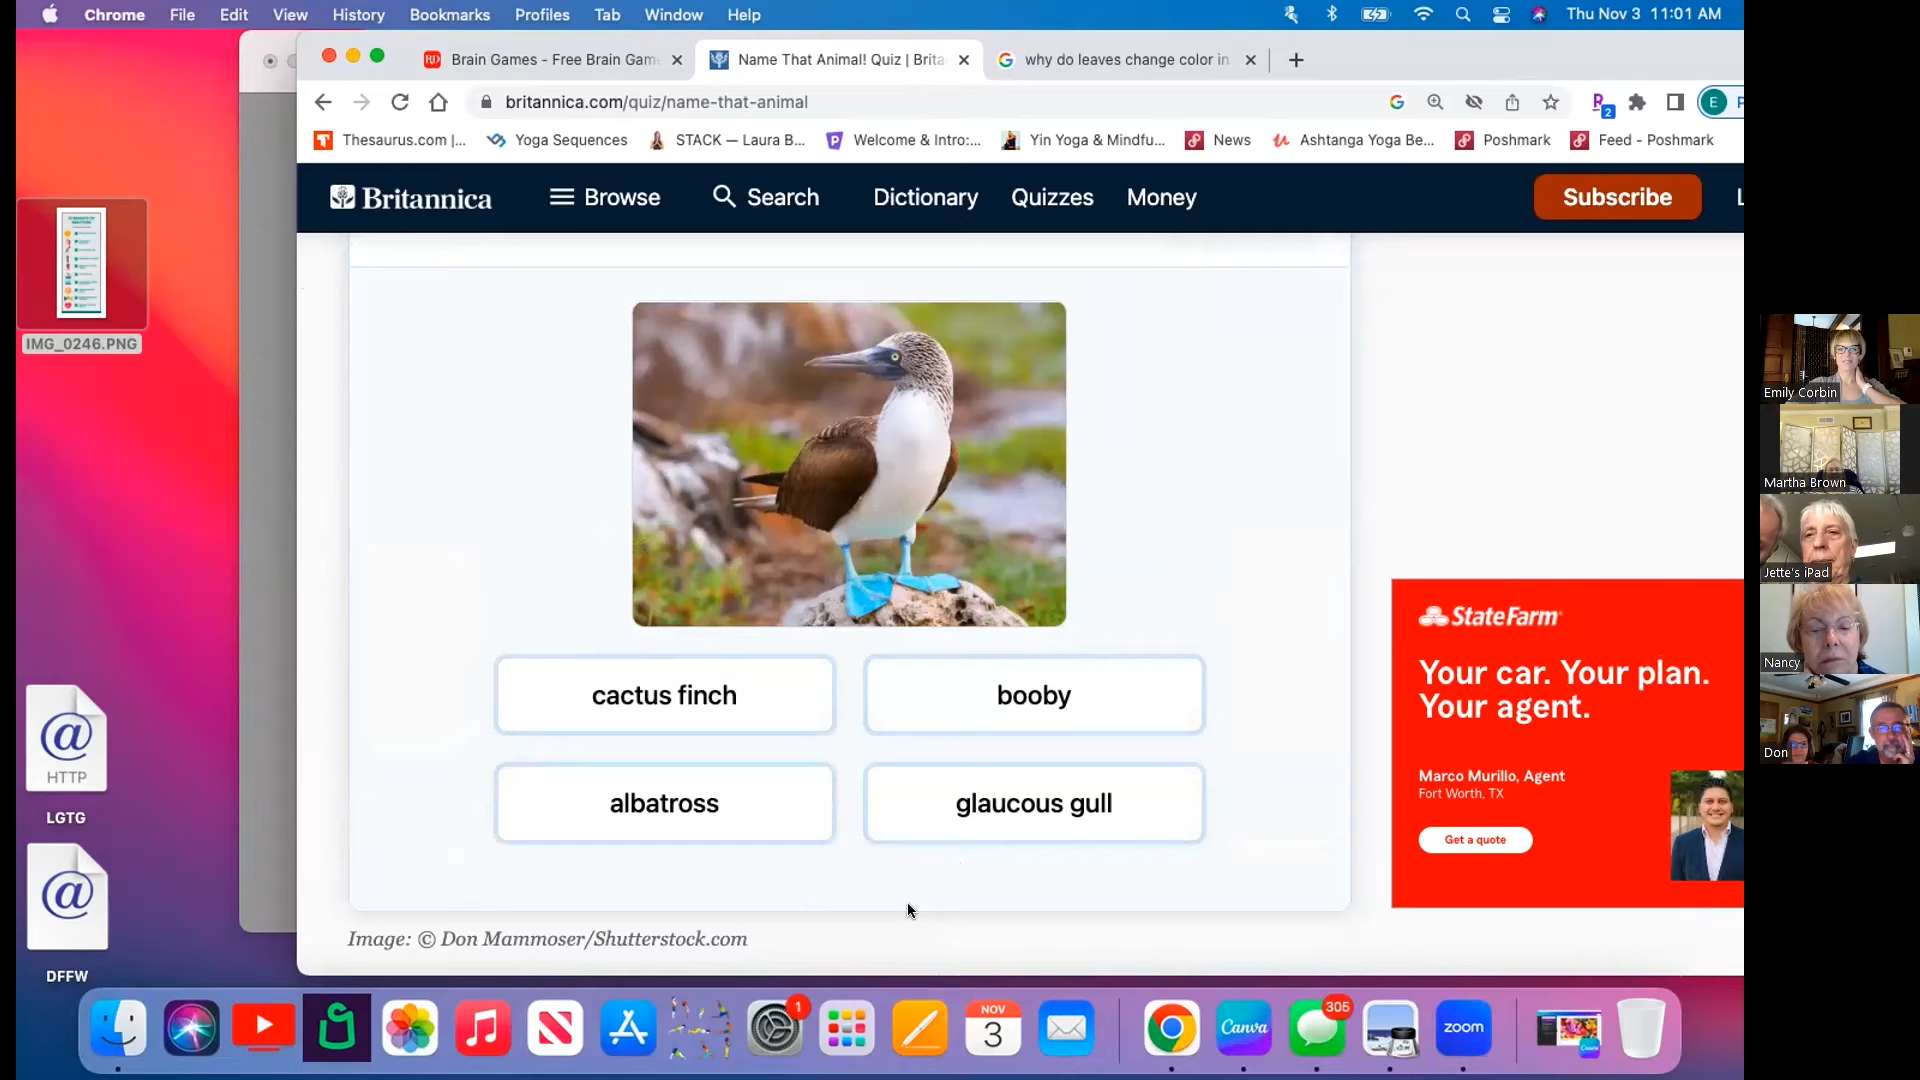 Chrome File Edit View History Bookmarks Profiles Tab Window Help Thu Nov 3 11:01 AM
RD Brain Games - Free Brain Gam
Name That Animal! Quiz | Brita
why do leaves change color in
britannica.com/quiz/name-that-animal
2
E
Thesaurus.com |... Yoga Sequences STACK — Laura B... Welcome & Intro:... Yin Yoga & Mindfu... News Ashtanga Yoga Be... Poshmark Feed - Poshmark
Britannica Browse Search Dictionary Quizzes Money Subscribe L
cactus finch
booby
albatross
glaucous gull
Image: © Don Mammoser/Shutterstock.com
StateFarm
Your car. Your plan.
Your agent.
Marco Murillo, Agent
Fort Worth, TX
Get a quote
IMG_0246.PNG
@
HTTP
LGTG
@
DFFW
Emily Corbin
Martha Brown
Jette's iPad
Nancy
Don
1
NOV
3
Canva
305
zoom